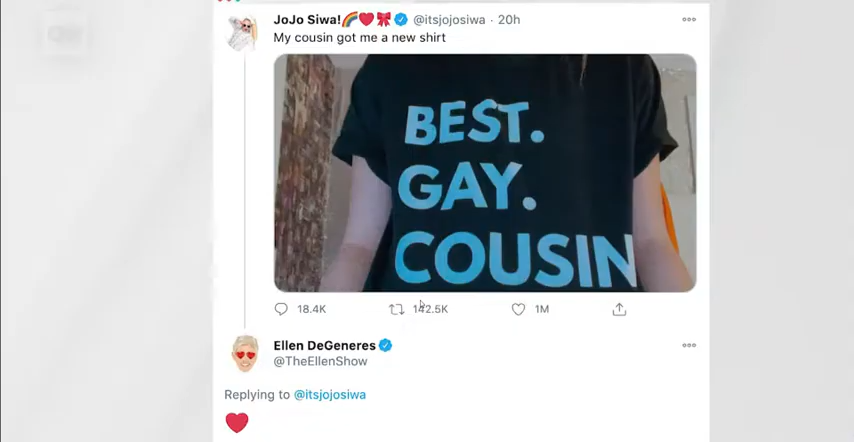 JoJo Siwa!🌈❤️🎀 @itsjojosiwa · 20h
My cousin got me a new shirt
BEST.
GAY.
COUSIN
18.4K 142.5K 1M
Ellen DeGeneres
@TheEllenShow
Replying to @itsjojosiwa
❤️